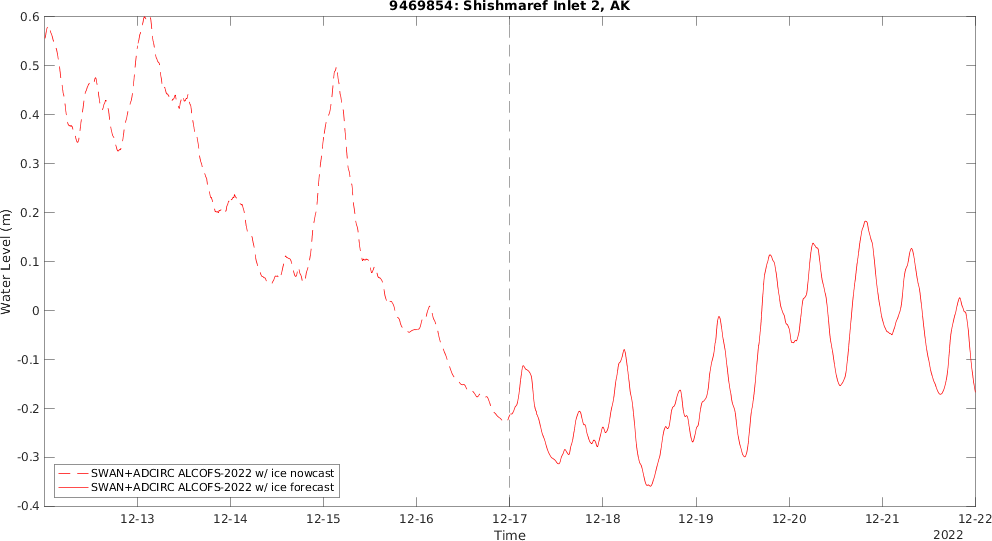 9469854: Shishmaref Inlet 2, AK
0.6
0.5
0.4
0.3
0.2
0.1
0
-0.1
-0.2
-0.3
-0.4
Water Level (m)
SWAN+ADCIRC ALCOFS-2022 w/ ice nowcast
SWAN+ADCIRC ALCOFS-2022 w/ ice forecast
12-13 12-14 12-15 12-16 12-17 12-18 12-19 12-20 12-21 12-22
Time
2022